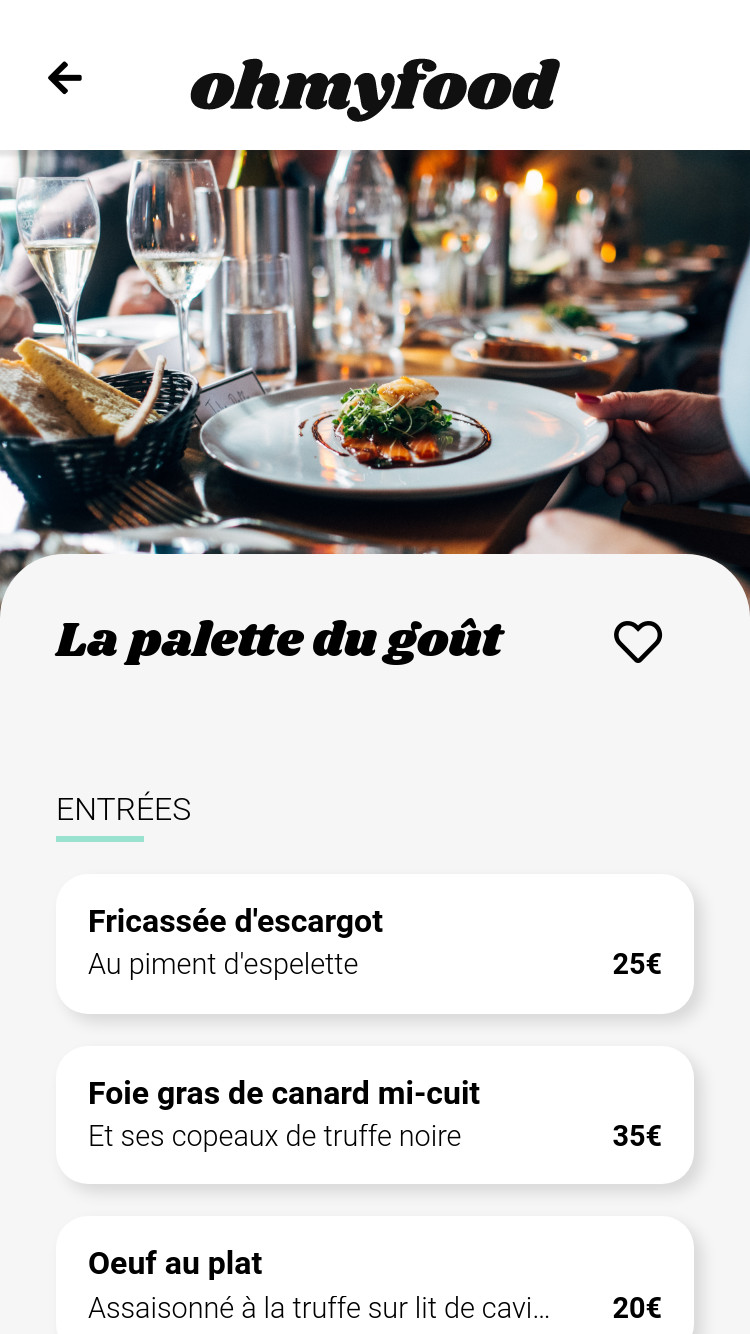 ohmyfood
La palette du goût
ENTRÉES
Fricassée d'escargot
Au piment d'espelette 25€
Foie gras de canard mi-cuit
Et ses copeaux de truffe noire 35€
Oeuf au plat
Assaisonné à la truffe sur lit de cavi... 20€